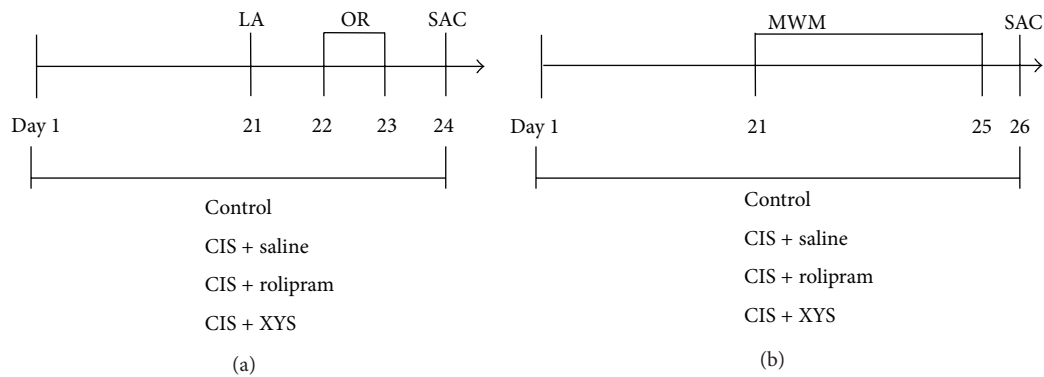 LA OR SAC
Day 1 21 22 23 24
Control
CIS + saline
CIS + rolipram
CIS + XYS
(a)
MWM SAC
Day 1 21 25 26
Control
CIS + saline
CIS + rolipram
CIS + XYS
(b)